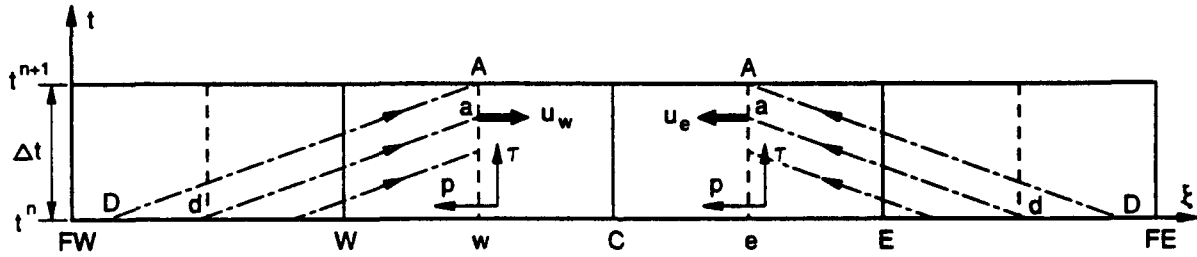 t
t^{n+1} A A
a u_w u_e a
Δt τ τ
D d p p d D ξ
t^n
FW W w C e E FE